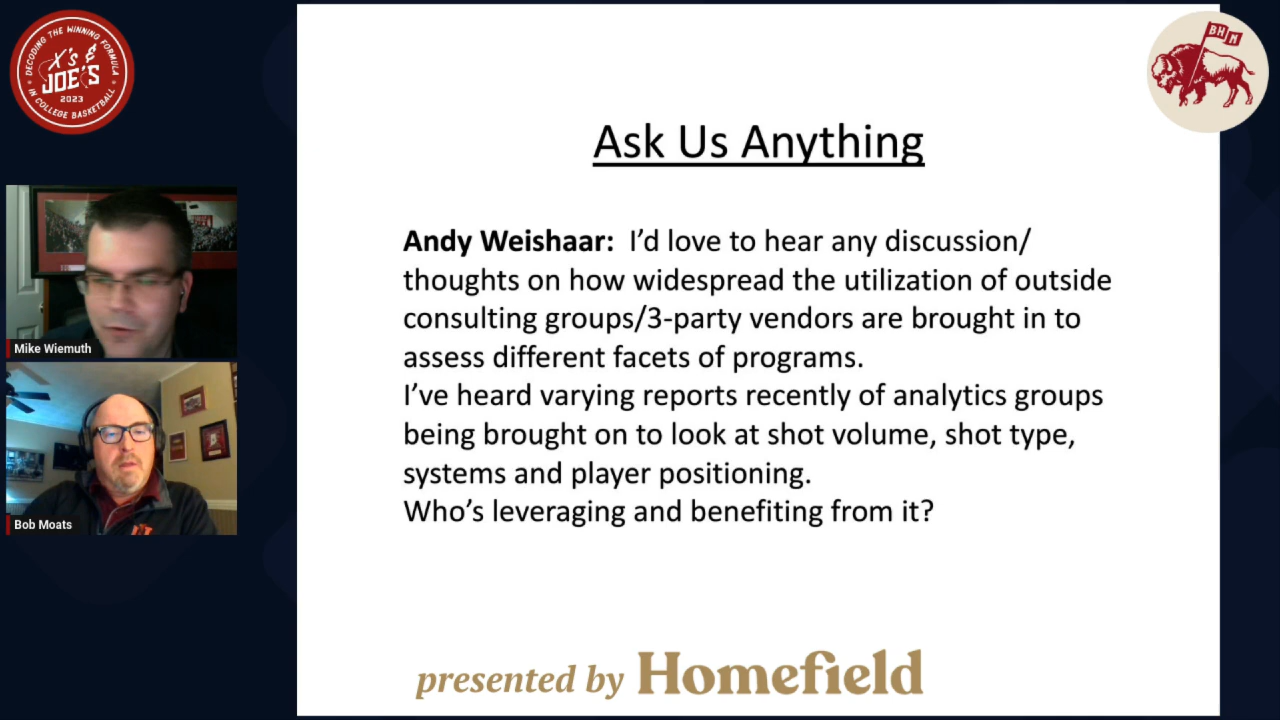 DECODING THE WINNING FORMULA
X's &
JOE'S
2023
IN COLLEGE BASKETBALL
BH
M
Ask Us Anything
Andy Weishaar:  I'd love to hear any discussion/
thoughts on how widespread the utilization of outside
consulting groups/3-party vendors are brought in to
assess different facets of programs.
I've heard varying reports recently of analytics groups
being brought on to look at shot volume, shot type,
systems and player positioning.
Who's leveraging and benefiting from it?
Mike Wiemuth
Bob Moats
presented by Homefield